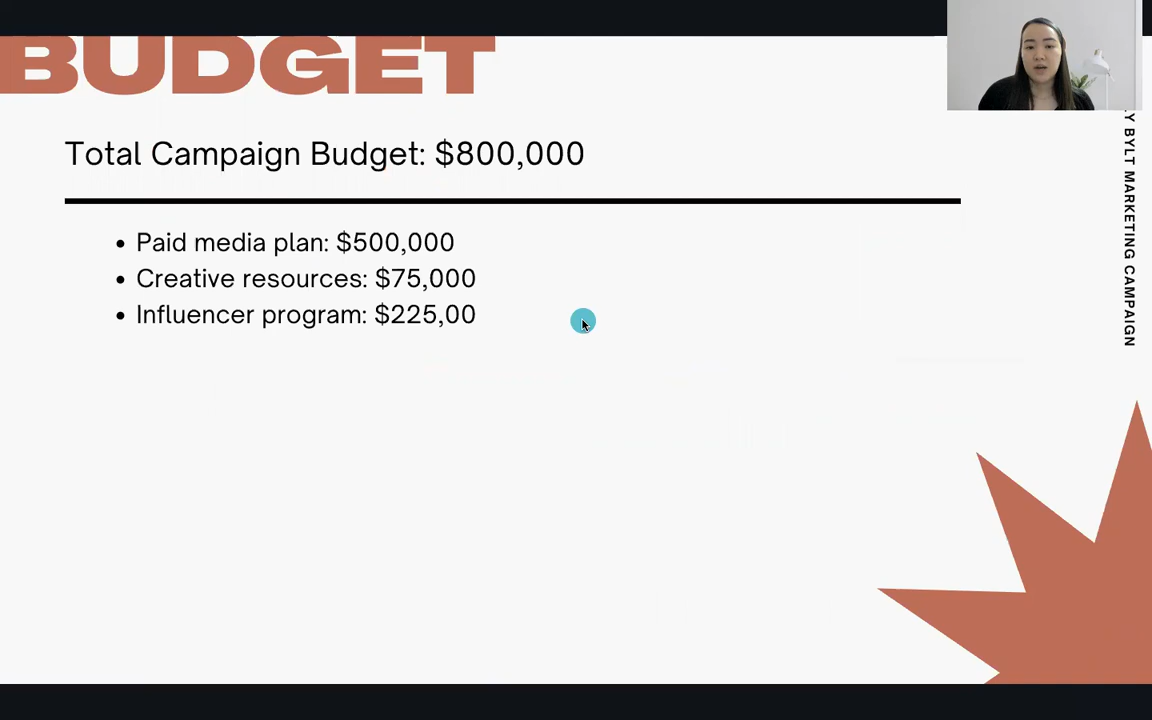 BUDGET
Total Campaign Budget: $800,000
• Paid media plan: $500,000
• Creative resources: $75,000
• Influencer program: $225,00
BYLT MARKETING CAMPAIGN